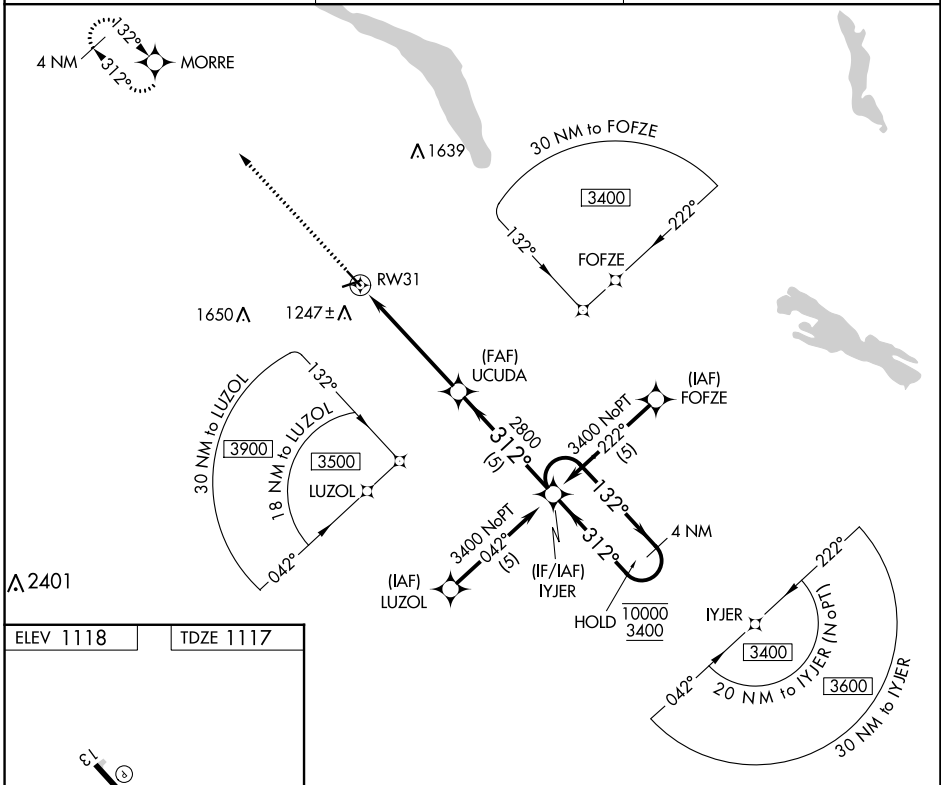 132°
4 NM
312°
MORRE
1639
30 NM to FOFZE
3400
132°
222°
FOFZE
RW31
1650
1247±
(FAF)
UCUDA
30 NM to LUZOL
132°
3900
18 NM to LUZOL
3500
LUZOL
042°
2800
312°
(5)
(IAF)
FOFZE
3400 NoPT
222°
(5)
132°
312°
4 NM
3400 NoPT
042°
(5)
(IAF)
LUZOL
(IF/IAF)
IYJER
HOLD
10000
3400
2401
222°
IYJER
3400
042°
20 NM to IYJER (NoPT)
3600
30 NM to IYJER
ELEV 1118
TDZE 1117
13
P